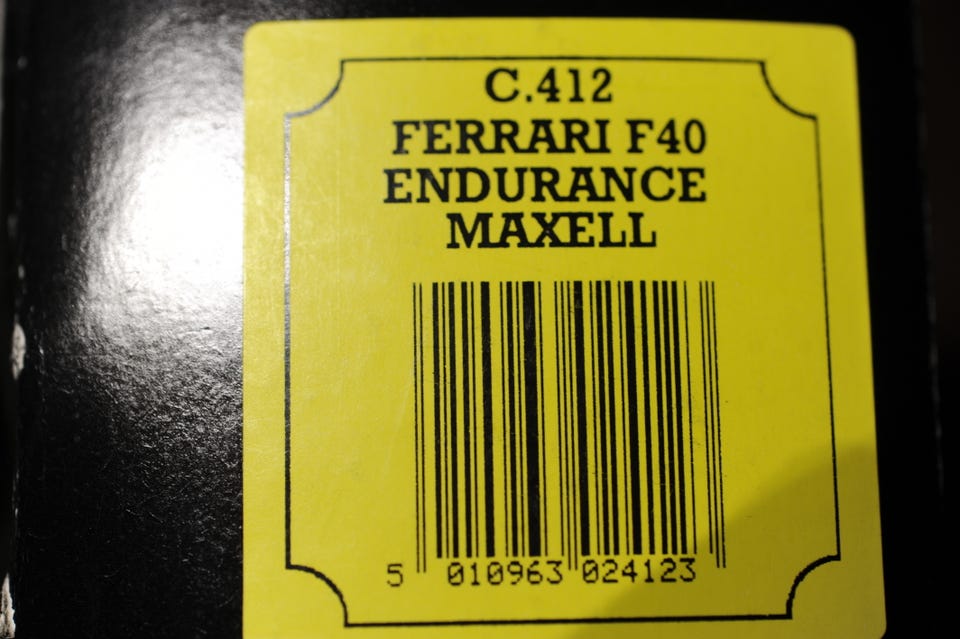 C.412
FERRARI F40
ENDURANCE
MAXELL
5 010963 024123